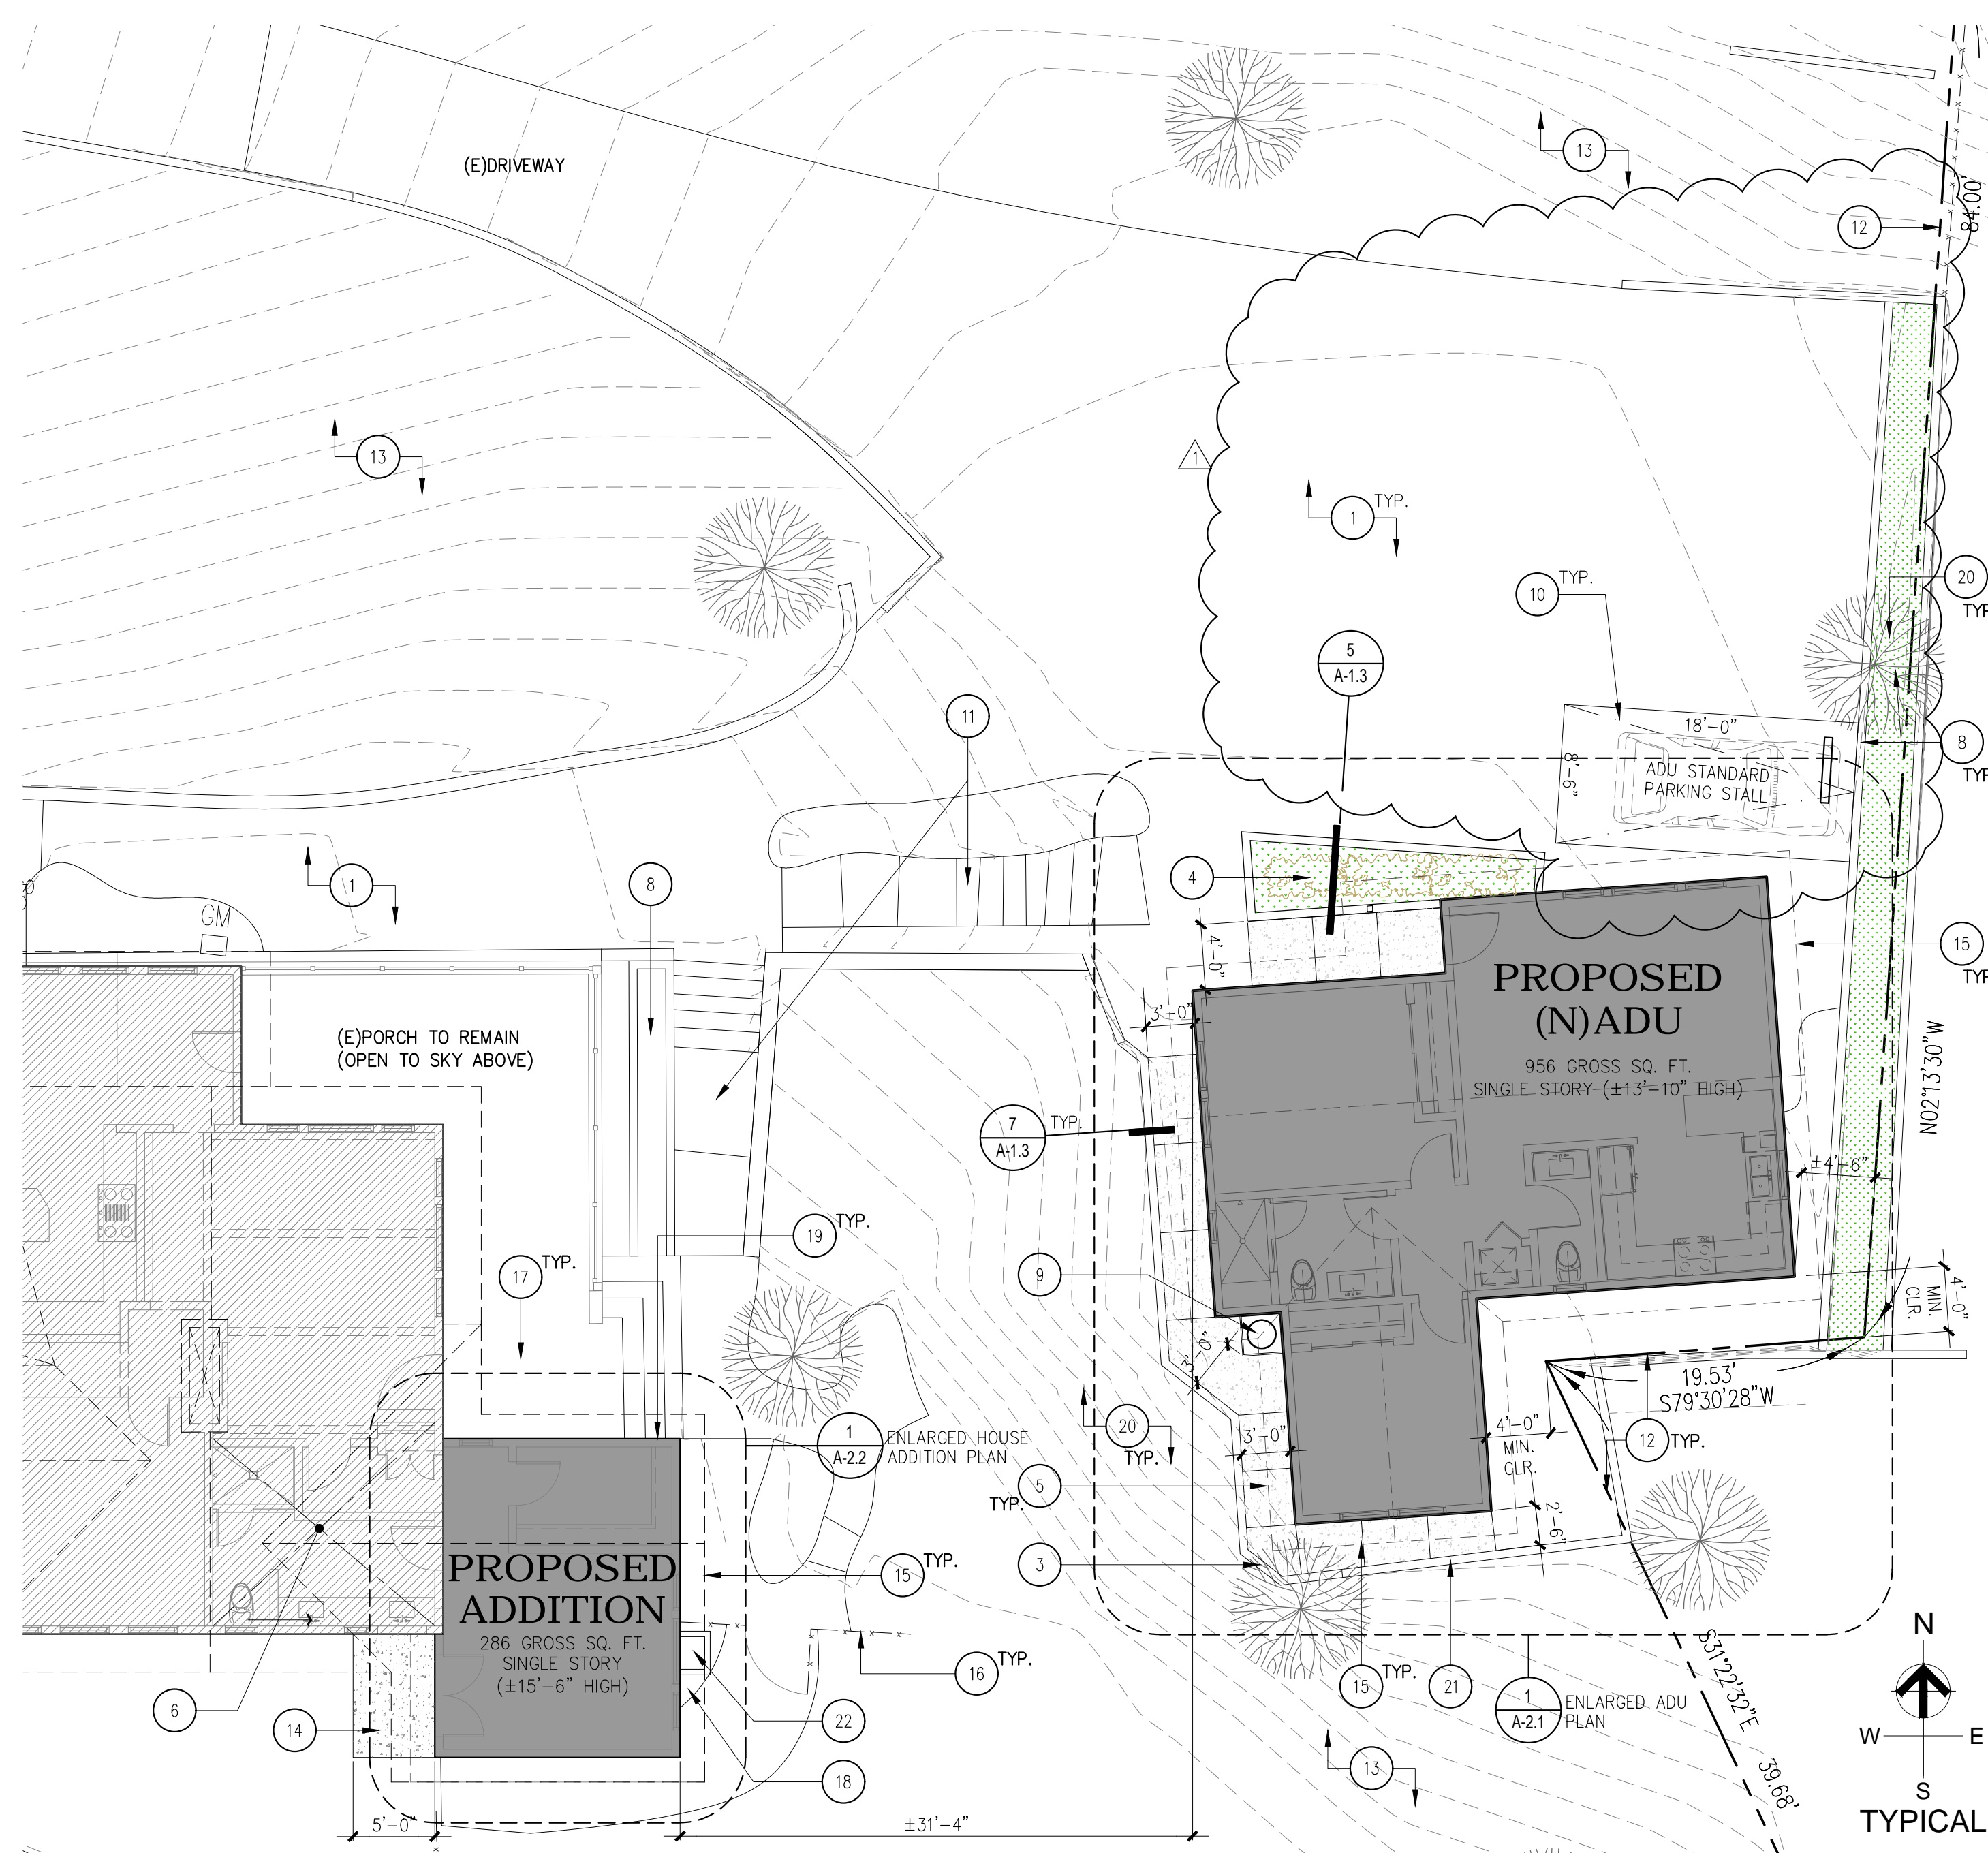 (E)DRIVEWAY
13
12
84.00'
13
1
1 TYP.
10 TYP.
20
TYP
5
A-1.3
11
18'-0"
8'-6"
ADU STANDARD
PARKING STALL
8
TYP
1
8
4
GM
4'-0"
15
TYP
PROPOSED
(N)ADU
956 GROSS SQ. FT.
SINGLE STORY (±13'-10" HIGH)
3'-0"
(E)PORCH TO REMAIN
(OPEN TO SKY ABOVE)
7
A-1.3
TYP.
N02°13'30"W
±4'-6"
19 TYP.
17 TYP.
9
4'-0"
MIN.
CLR.
3'-0"
19.53'
S79°30'28"W
1
A-2.2
ENLARGED HOUSE
ADDITION PLAN
20
TYP.
3'-0"
4'-0"
MIN.
CLR.
12 TYP.
5
TYP.
2'-6"
3
PROPOSED
ADDITION
286 GROSS SQ. FT.
SINGLE STORY
(±15'-6" HIGH)
15 TYP.
16 TYP.
15 TYP.
21
1
A-2.1
ENLARGED ADU
PLAN
S31°22'32"E
39.68'
6
14
22
18
13
N
W
E
S
TYPICAL
5'-0"
±31'-4"